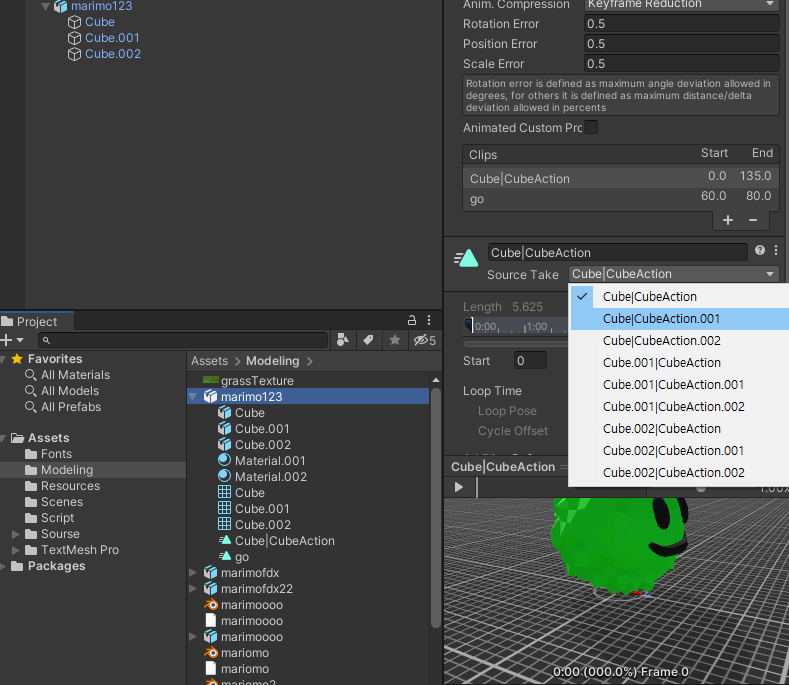 marimo123
Cube
Cube.001
Cube.002
Anim. Compression Keyframe Reduction
Rotation Error 0.5
Position Error 0.5
Scale Error 0.5
Rotation error is defined as maximum angle deviation allowed in
degrees, for others it is defined as maximum distance/delta
deviation allowed in percents
Animated Custom Pro
Clips Start End
Cube|CubeAction 0.0 135.0
go 60.0 80.0
+ −
Cube|CubeAction
Source Take Cube|CubeAction
Cube|CubeAction
Cube|CubeAction.001
Cube|CubeAction.002
Cube.001|CubeAction
Cube.001|CubeAction.001
Cube.001|CubeAction.002
Cube.002|CubeAction
Cube.002|CubeAction.001
Cube.002|CubeAction.002
Length 5.625
0:00 1:00
Start 0
Loop Time
Loop Pose
Cycle Offset
Cube|CubeAction
1.00x
0:00 (000.0%) Frame 0
Project
5
Favorites
All Materials
All Models
All Prefabs
Assets
Fonts
Modeling
Resources
Scenes
Script
Sourse
TextMesh Pro
Packages
Assets > Modeling >
grassTexture
marimo123
Cube
Cube.001
Cube.002
Material.001
Material.002
Cube
Cube.001
Cube.002
Cube|CubeAction
go
marimofdx
marimofdx22
marimoooo
marimoooo
marimoooo
mariomo
mariomo
mariomo2